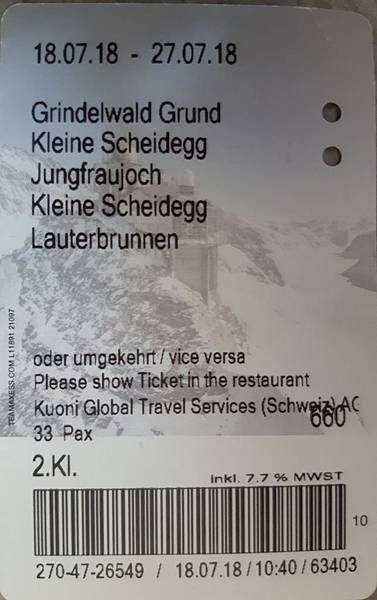 18.07.18 - 27.07.18
Grindelwald Grund
Kleine Scheidegg
Jungfraujoch
Kleine Scheidegg
Lauterbrunnen
TEAMAXESS.COM L11891 21097
oder umgekehrt / vice versa
Please show Ticket in the restaurant
Kuoni Global Travel Services (Schweiz) AG
660
33 Pax
2.Kl.
inkl. 7.7 % MWST
10
270-47-26549 / 18.07.18 / 10:40 / 63403